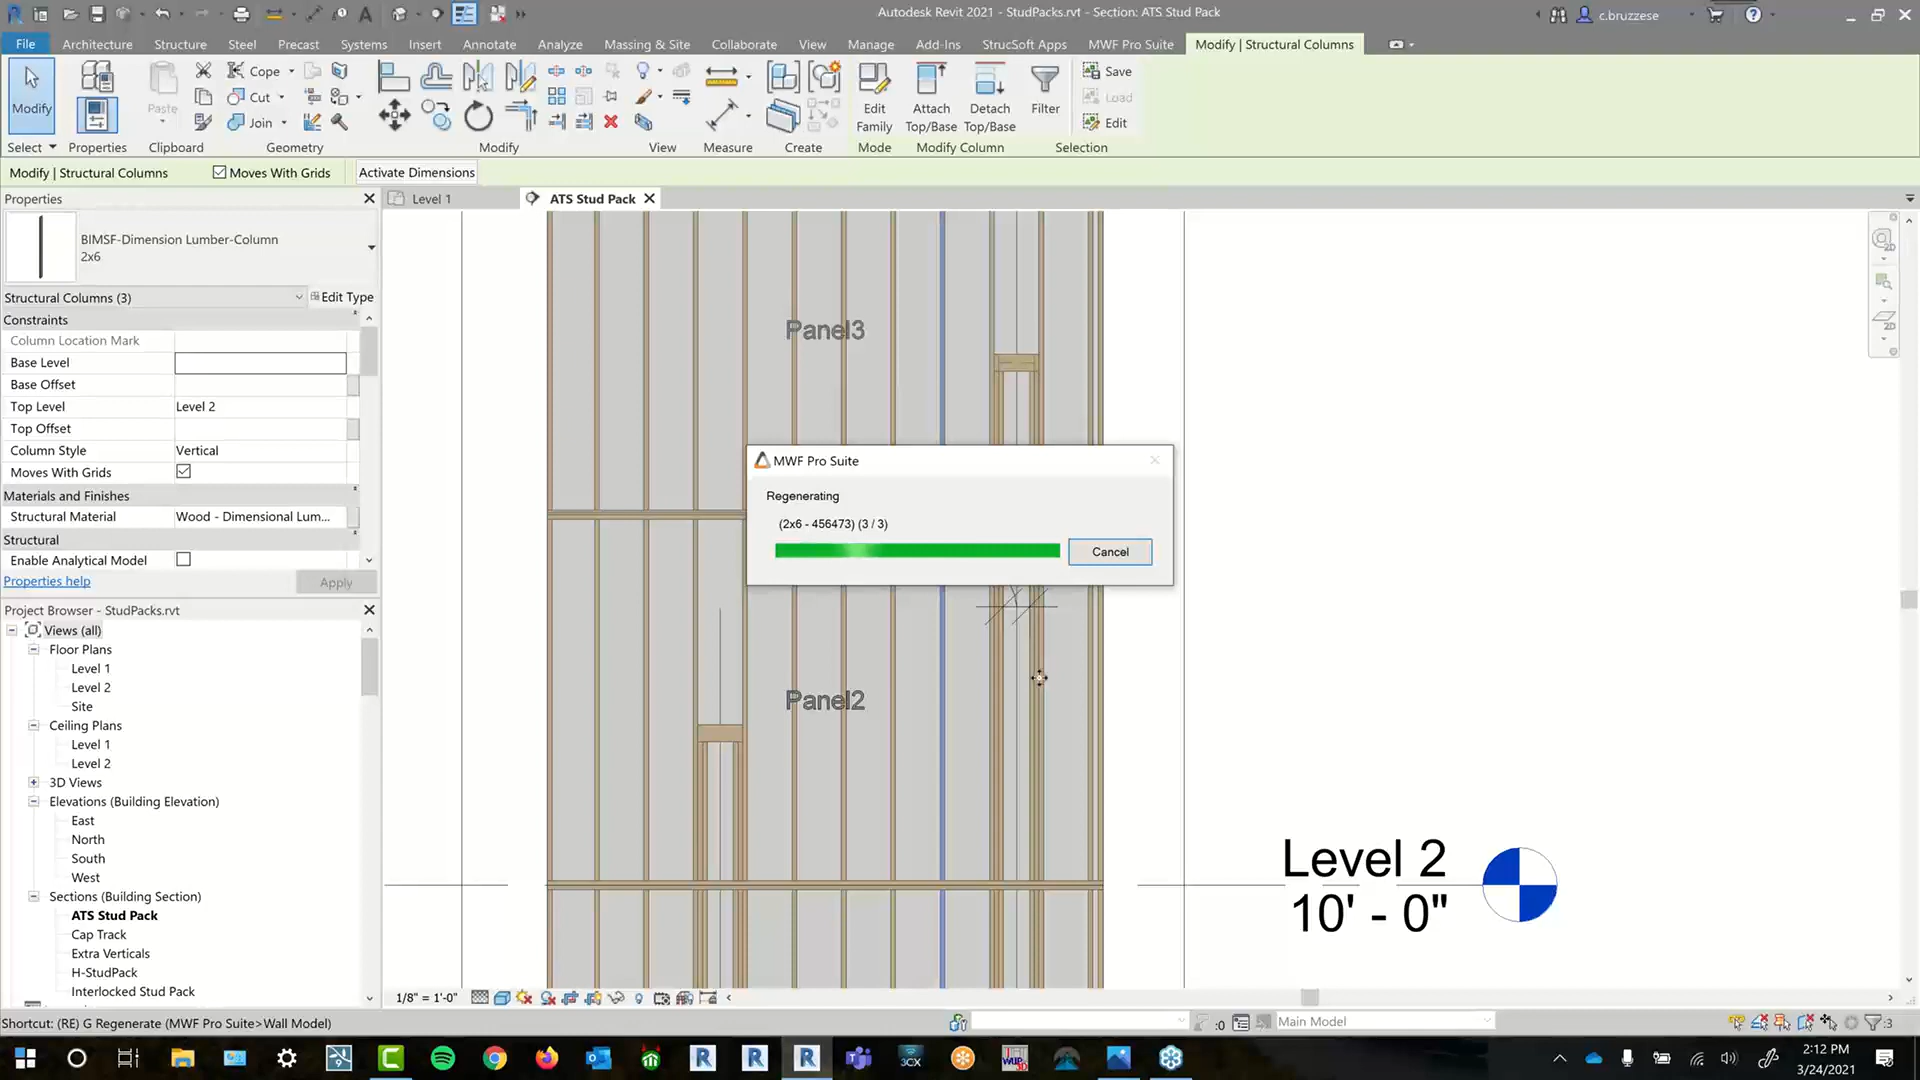 Autodesk Revit 2021 - StudPacks.rvt - Section: ATS Stud Pack
c.bruzzese
File
Architecture
Structure
Steel
Precast
Systems
Insert
Annotate
Analyze
Massing & Site
Collaborate
View
Manage
Add-Ins
StrucSoft Apps
MWF Pro Suite
Modify | Structural Columns
Modify
Paste
Cope
Cut
Join
Edit
Family
Attach
Top/Base
Detach
Top/Base
Filter
Save
Load
Edit
Select
Properties
Clipboard
Geometry
Modify
View
Measure
Create
Mode
Modify Column
Selection
Modify | Structural Columns
Moves With Grids
Activate Dimensions
Properties
Level 1
ATS Stud Pack
BIMSF-Dimension Lumber-Column
2x6
Structural Columns (3)
Edit Type
Constraints
Column Location Mark
Base Level
Base Offset
Top Level
Level 2
Top Offset
Column Style
Vertical
Moves With Grids
Materials and Finishes
Structural Material
Wood - Dimensional Lum...
Structural
Enable Analytical Model
Properties help
Apply
Project Browser - StudPacks.rvt
Views (all)
Floor Plans
Level 1
Level 2
Site
Ceiling Plans
Level 1
Level 2
3D Views
Elevations (Building Elevation)
East
North
South
West
Sections (Building Section)
ATS Stud Pack
Cap Track
Extra Verticals
H-StudPack
Interlocked Stud Pack
Panel3
MWF Pro Suite
Regenerating
(2x6 - 456473) (3 / 3)
Cancel
Panel2
Level 2
10' - 0"
2D
2D
1/8" = 1'-0"
Shortcut: (RE) G Regenerate (MWF Pro Suite>Wall Model)
:0
Main Model
:3
3CX
2:12 PM
3/24/2021